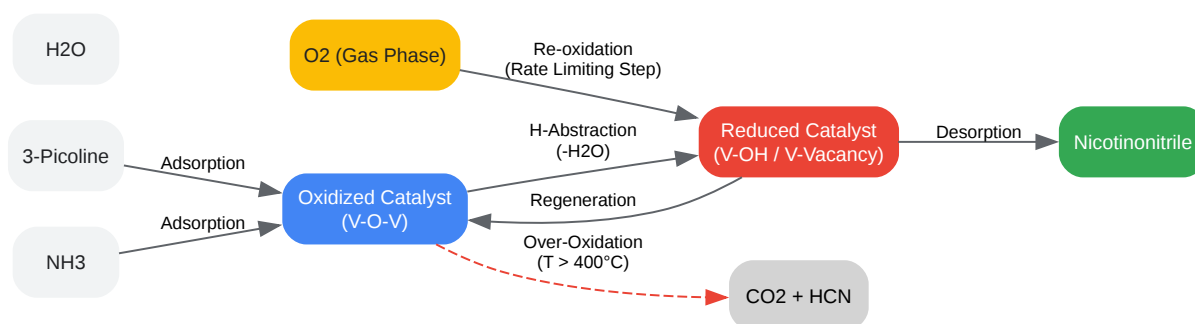 H2O
O2 (Gas Phase)
Re-oxidation
(Rate Limiting Step)
3-Picoline
Adsorption
H-Abstraction
(-H2O)
Reduced Catalyst
(V-OH / V-Vacancy)
Desorption
Nicotinonitrile
Oxidized Catalyst
(V-O-V)
Regeneration
NH3
Adsorption
Over-Oxidation
(T > 400°C)
CO2 + HCN